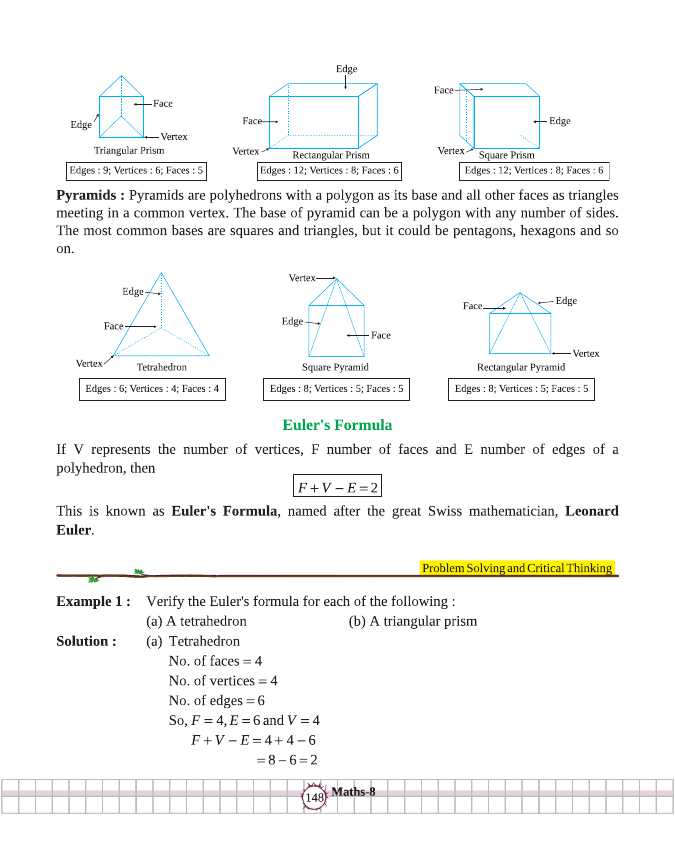 Edge
Face
Edge
Vertex
Triangular Prism
Edges : 9; Vertices : 6; Faces : 5
Face
Vertex
Rectangular Prism
Edges : 12; Vertices : 8; Faces : 6
Face
Edge
Vertex
Square Prism
Edges : 12; Vertices : 8; Faces : 6
Pyramids : Pyramids are polyhedrons with a polygon as its base and all other faces as triangles
meeting in a common vertex. The base of pyramid can be a polygon with any number of sides.
The most common bases are squares and triangles, but it could be pentagons, hexagons and so
on.
Edge
Face
Vertex
Tetrahedron
Edges : 6; Vertices : 4; Faces : 4
Vertex
Edge
Face
Square Pyramid
Edges : 8; Vertices : 5; Faces : 5
Face
Edge
Vertex
Rectangular Pyramid
Edges : 8; Vertices : 5; Faces : 5
Euler's Formula
If V represents the number of vertices, F number of faces and E number of edges of a
polyhedron, then
F + V − E = 2
This is known as Euler's Formula, named after the great Swiss mathematician, Leonard
Euler.
Problem Solving and Critical Thinking
Example 1 : Verify the Euler's formula for each of the following :
(a) A tetrahedron (b) A triangular prism
Solution : (a) Tetrahedron
No. of faces = 4
No. of vertices = 4
No. of edges = 6
So, F = 4, E = 6 and V = 4
F + V − E = 4 + 4 − 6
= 8 − 6 = 2
148 Maths-8